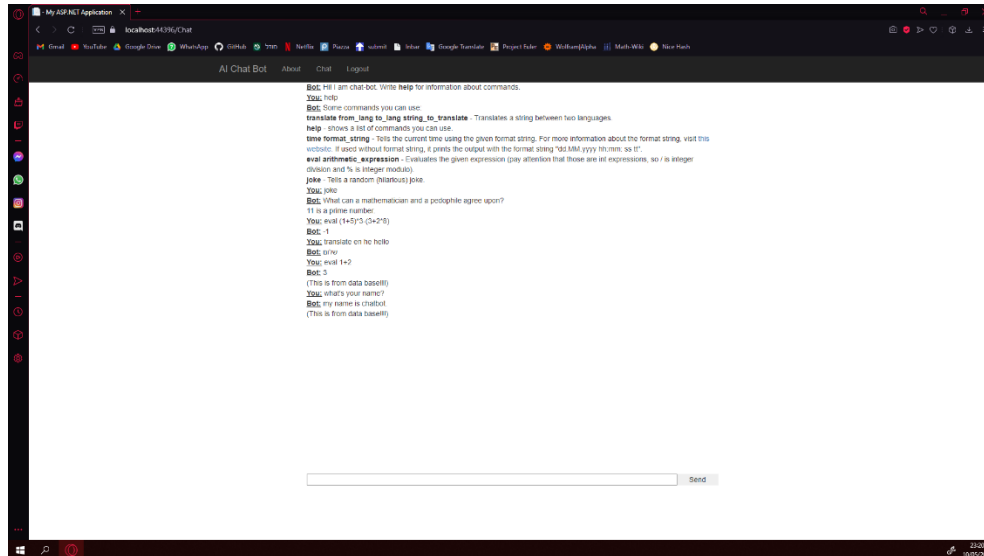 - My ASP.NET Application
localhost:44396/Chat
Gmail YouTube Google Drive WhatsApp GitHub מודל Netflix Piazza submit Inbar Google Translate Project Euler Wolfram|Alpha Math-Wiki Nice Hash
AI Chat Bot About Chat Logout
Bot: Hi! I am chat-bot. Write help for information about commands.
You: help
Bot: Some commands you can use:
translate from_lang to_lang string_to_translate - Translates a string between two languages.
help - shows a list of commands you can use.
time format_string - Tells the current time using the given format string. For more information about the format string, visit this
website. If used without format string, it prints the output with the format string "dd.MM.yyyy hh:mm: ss tt".
eval arithmetic_expression - Evaluates the given expression (pay attention that those are int expressions, so / is integer
division and % is integer modulo).
joke - Tells a random (hilarious) joke.
You: joke
Bot: What can a mathematician and a pedophile agree upon?
11 is a prime number.
You: eval (1+5)*3-(3+2*8)
Bot: -1
You: translate en he hello
Bot: שלום
You: eval 1+2
Bot: 3
(This is from data base!!!!)
You: what's your name?
Bot: my name is chatbot.
(This is from data base!!!!)
Send
23:20